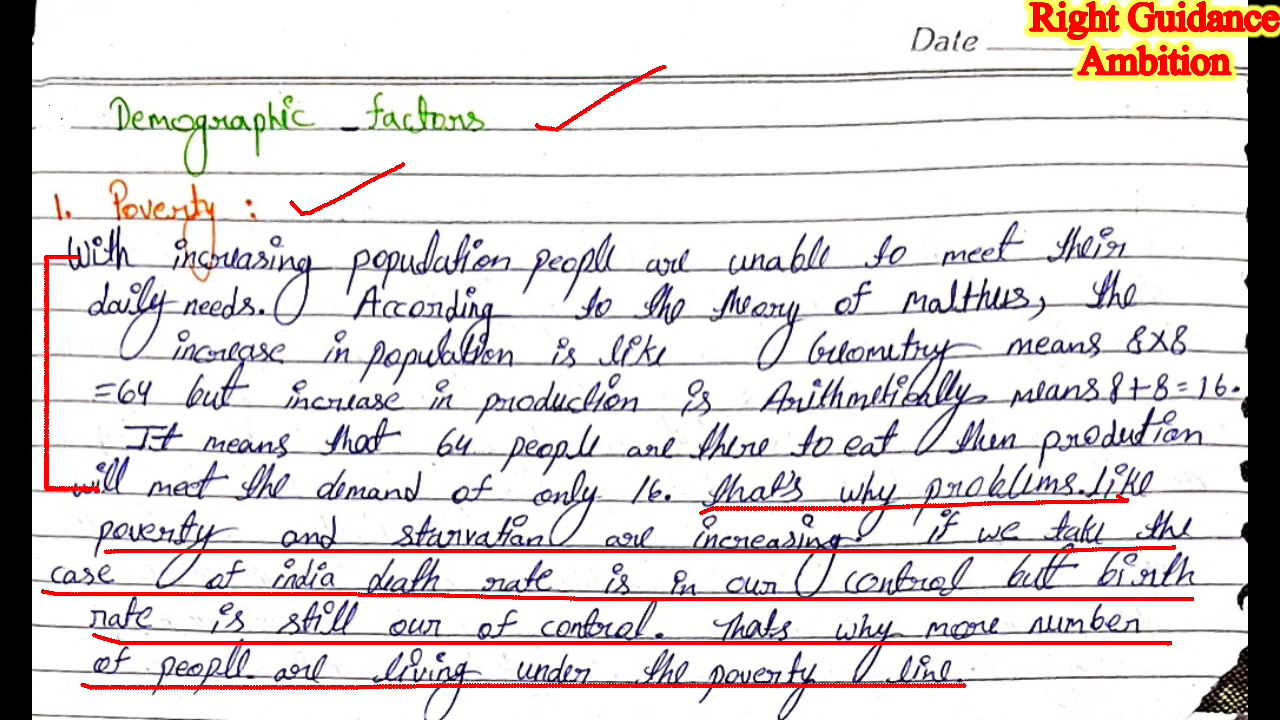 Right Guidance
Ambition
Date
Demographic factors
1. Poverty :
With increasing population people are unable to meet their
daily needs. According to the theory of malthus, the
increase in population is like Geometry means 8x8
=64 but increase in production is Arithmetically means 8+8=16.
It means that 64 people are there to eat then prodution
will meet the demand of only 16. that's why problems like
poverty and starvation are increasing. if we take the
case of india death rate is in our control but birth
rate is still our of control. thats why more number
of people are living under the poverty line.